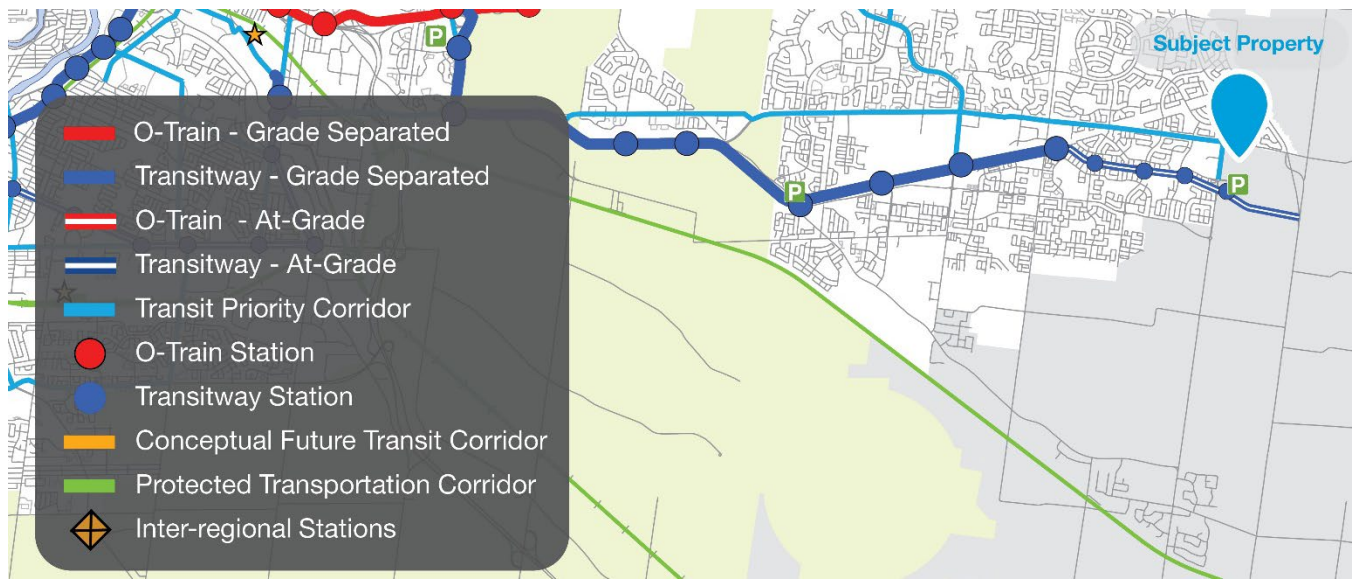 P
Subject Property
O-Train - Grade Separated
Transitway - Grade Separated
P
P
O-Train - At-Grade
Transitway - At-Grade
Transit Priority Corridor
O-Train Station
Transitway Station
Conceptual Future Transit Corridor
Protected Transportation Corridor
Inter-regional Stations